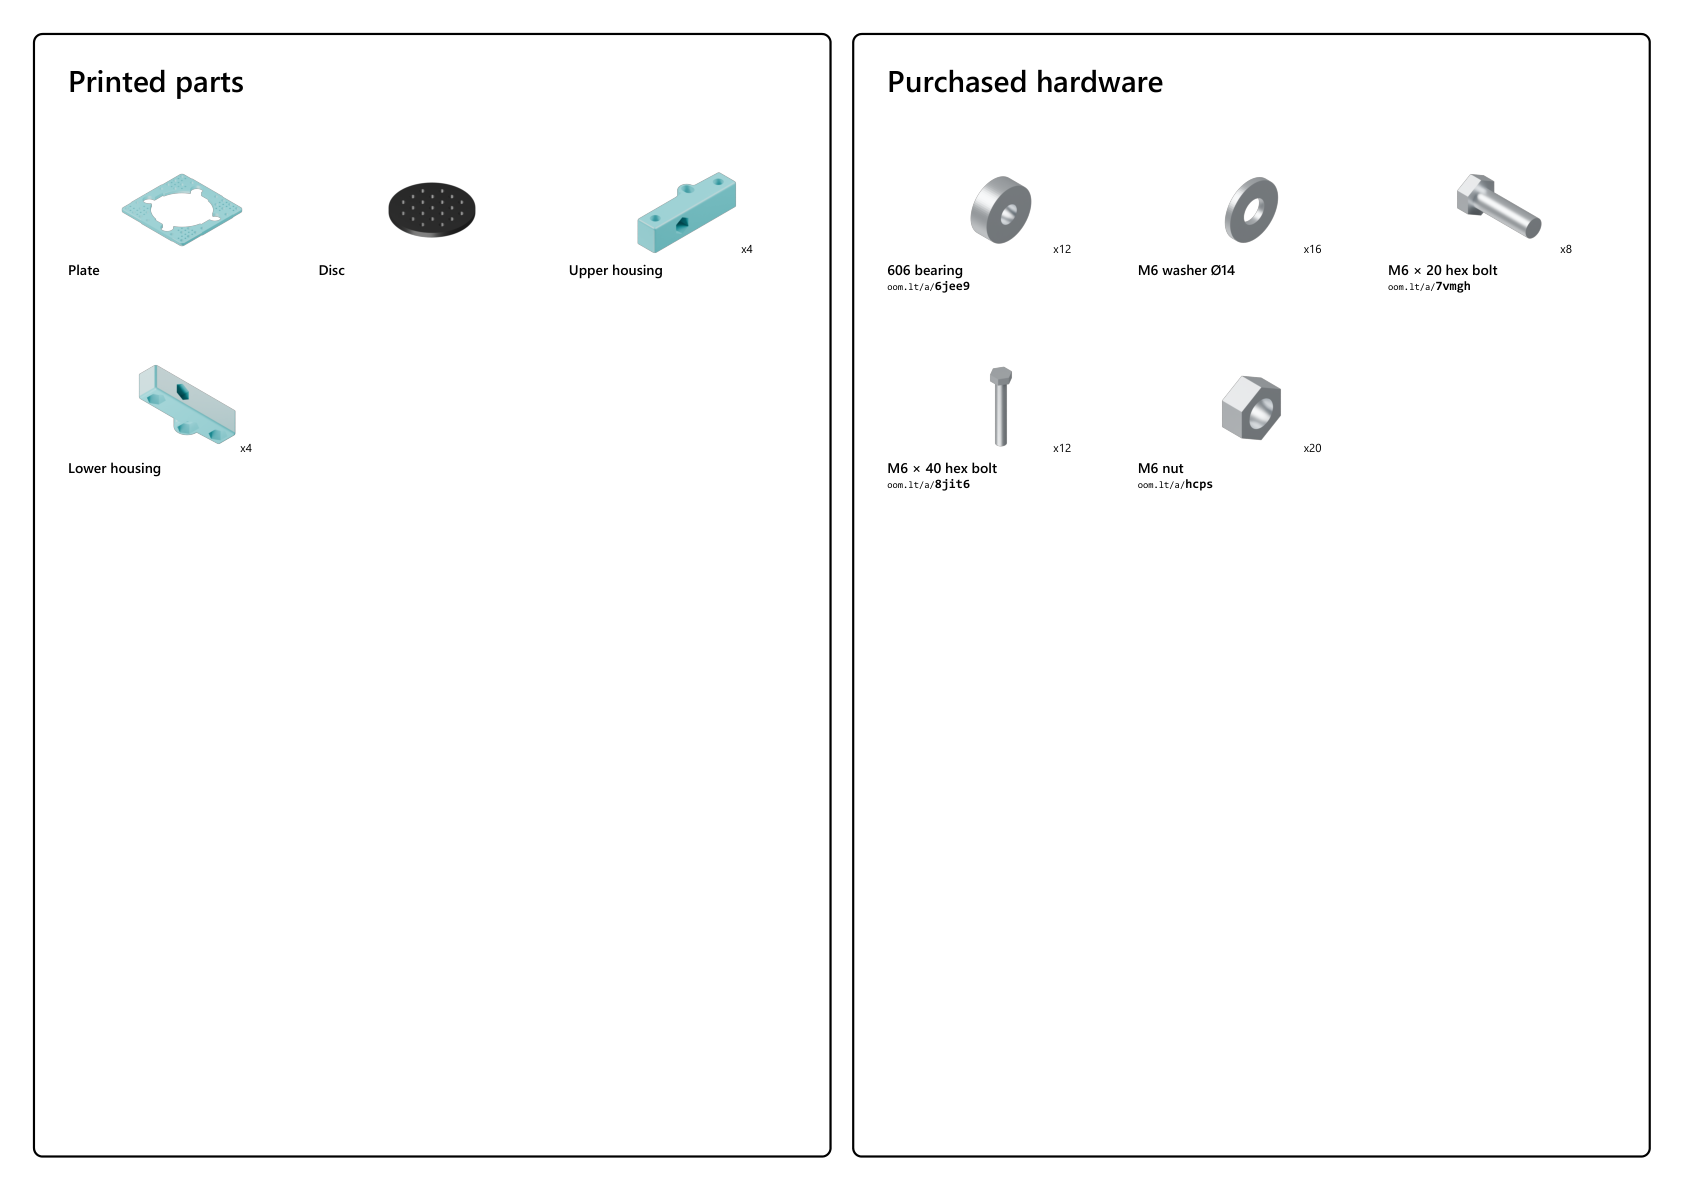 Printed parts
Plate
Disc
x4
Upper housing
x4
Lower housing
Purchased hardware
x12
606 bearing
oom.lt/a/6jee9
x16
M6 washer Ø14
x8
M6 × 20 hex bolt
oom.lt/a/7vmgh
x12
M6 × 40 hex bolt
oom.lt/a/8jit6
x20
M6 nut
oom.lt/a/hcps